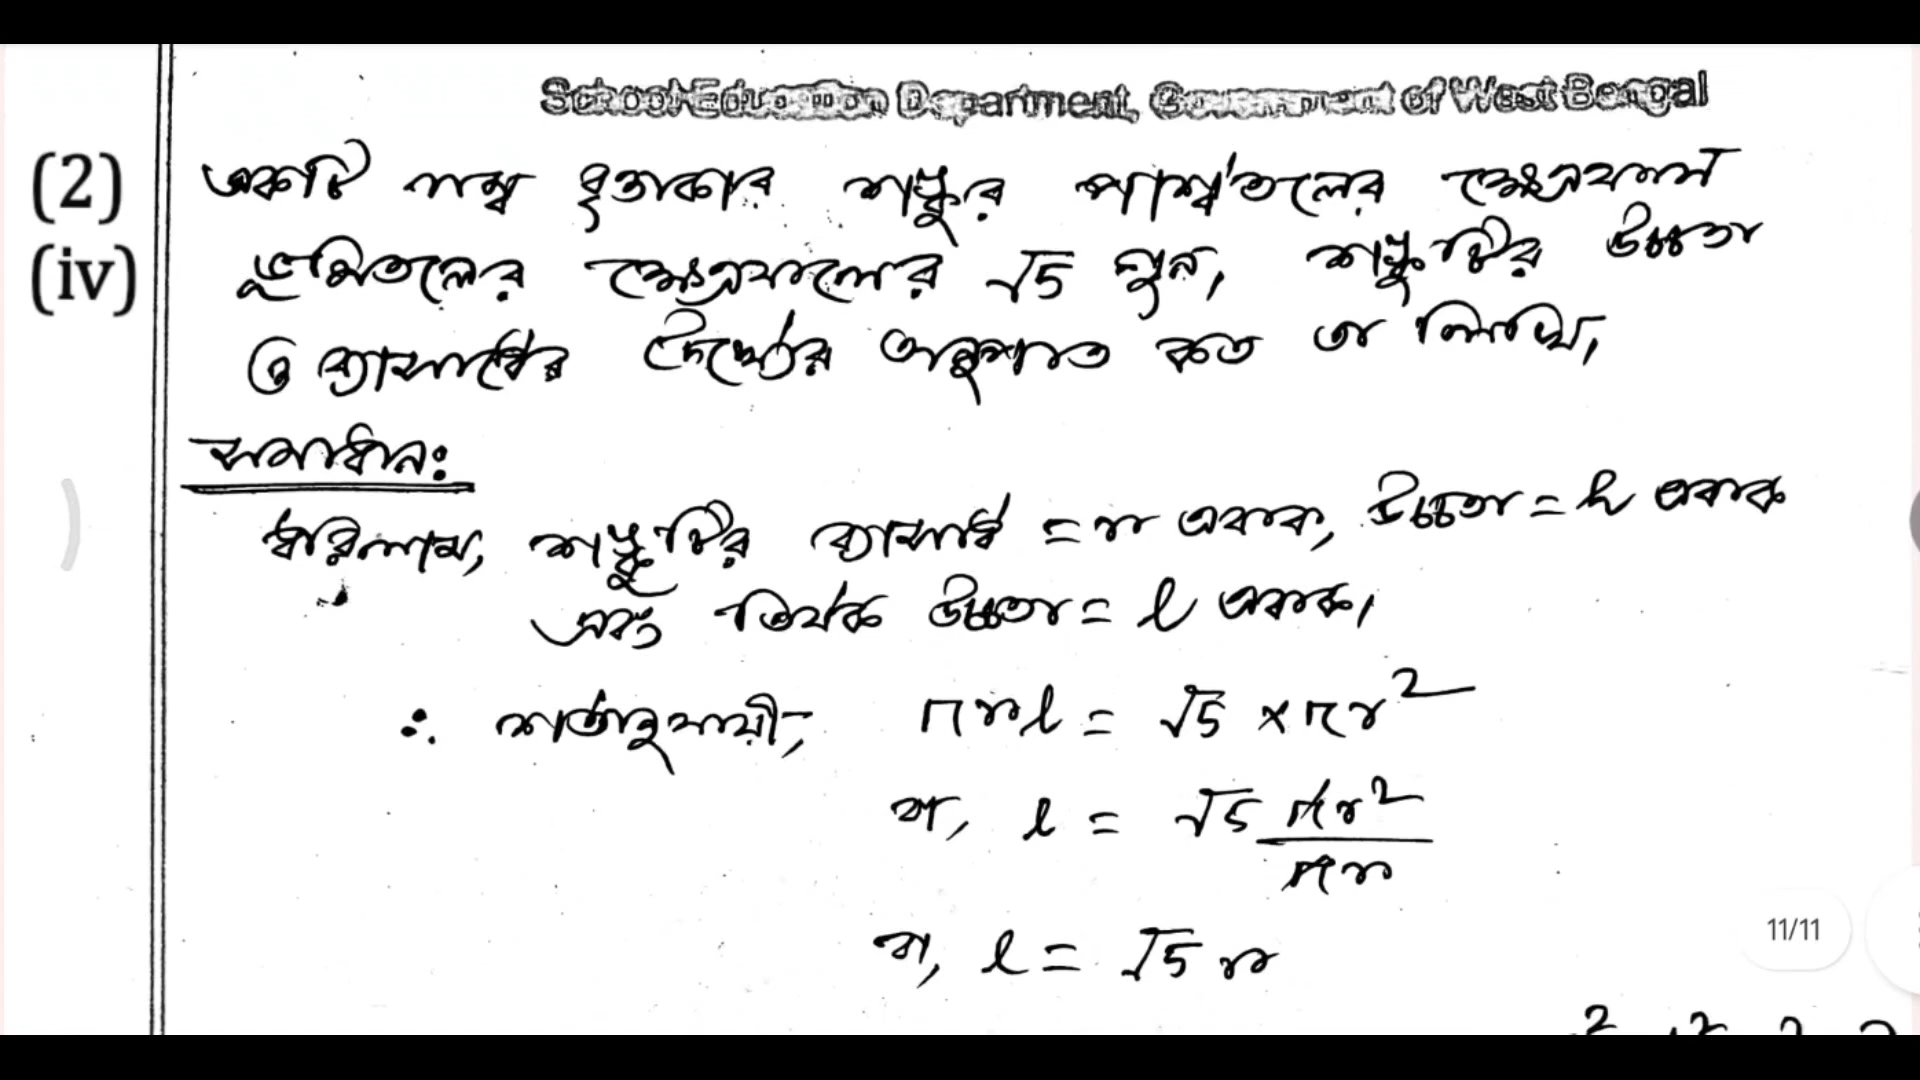 School Education Department, Government of West Bengal
(2) একটি লম্ব বৃত্তাকার শঙ্কুর পার্শ্বতলের ক্ষেত্রফল
(iv) ভূমিতলের ক্ষেত্রফলের √5 গুন, শঙ্কুটির উচ্চতা
ও ব্যাসার্ধের দৈর্ঘ্যের অনুপাত কত তা লিখি।
সমাধান:
ধরিলাম, শঙ্কুটির ব্যাসার্ধ = r একক, উচ্চতা = h একক
এবং তির্যক উচ্চতা = l একক।
∴ শর্তানুযায়ী, πrl = √5 × πr²
বা, l = √5 πr²/πr
বা, l = √5 r
11/11